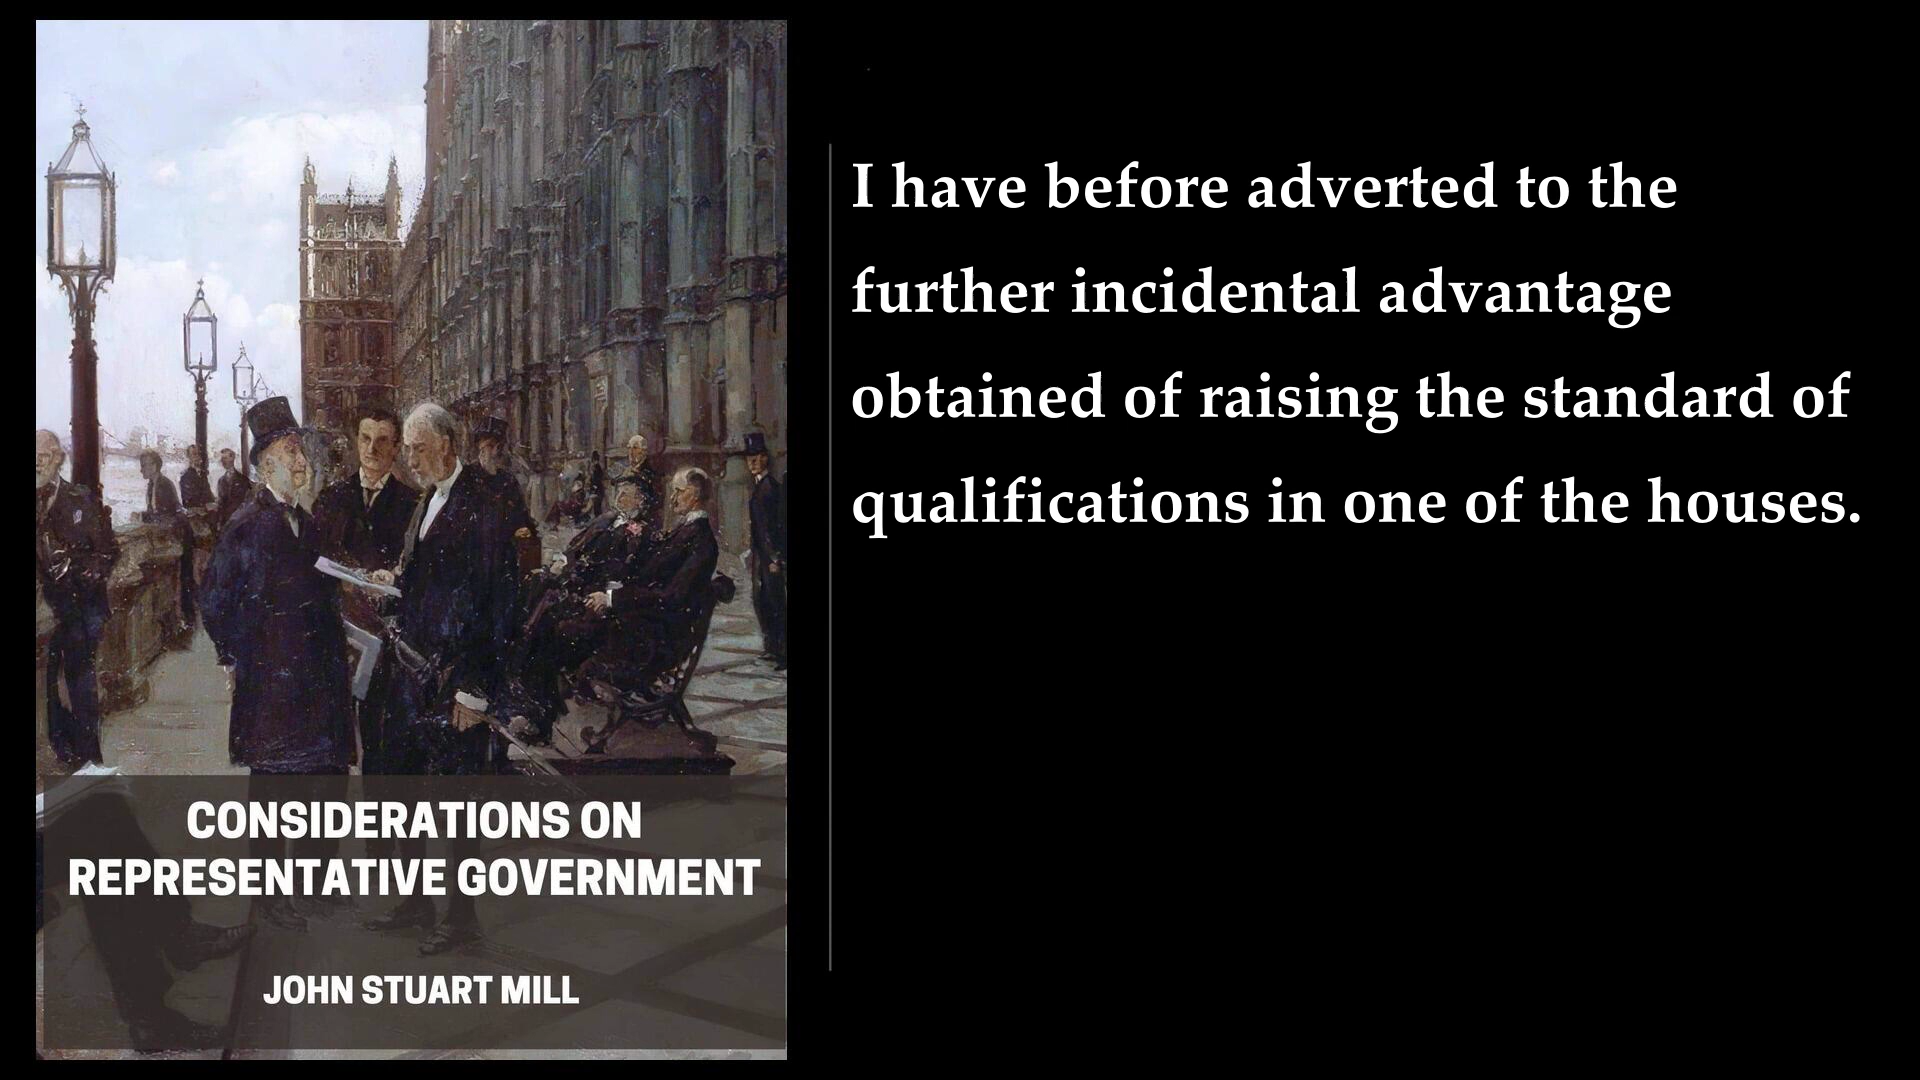 I have before adverted to the
further incidental advantage
obtained of raising the standard of
qualifications in one of the houses.
CONSIDERATIONS ON
REPRESENTATIVE GOVERNMENT
JOHN STUART MILL